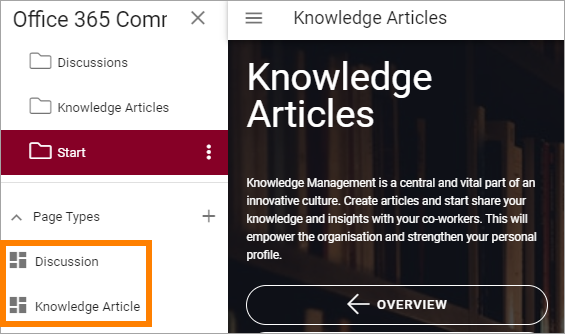 Office 365 Comm
Discussions
Knowledge Articles
Start
Page Types
Discussion
Knowledge Article
Knowledge Articles
Knowledge
Articles
Knowledge Management is a central and vital part of an
innovative culture. Create articles and start share your
knowledge and insights with your co-workers. This will
empower the organisation and strengthen your personal
profile.
OVERVIEW